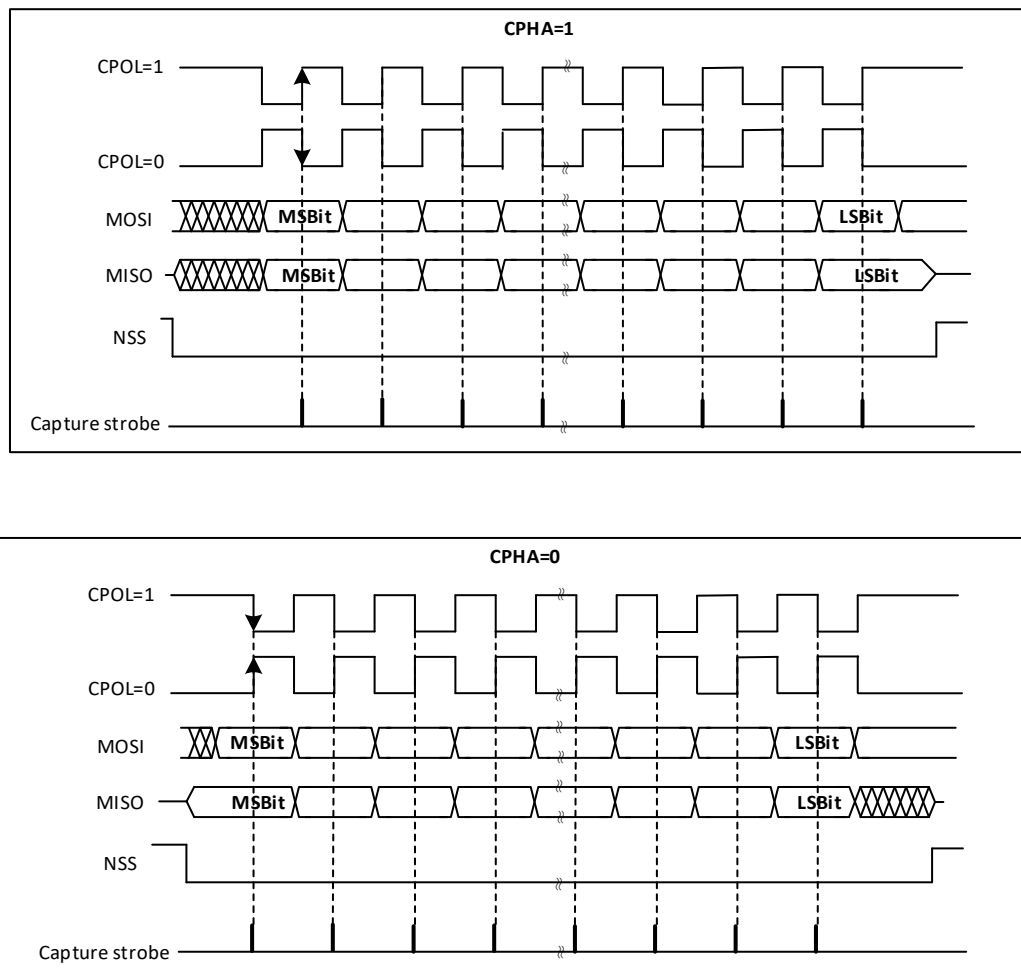 CPHA=1
CPOL=1
CPOL=0
MOSI MSBit LSBit
MISO MSBit LSBit
NSS
Capture strobe
CPHA=0
CPOL=1
CPOL=0
MOSI MSBit LSBit
MISO MSBit LSBit
NSS
Capture strobe